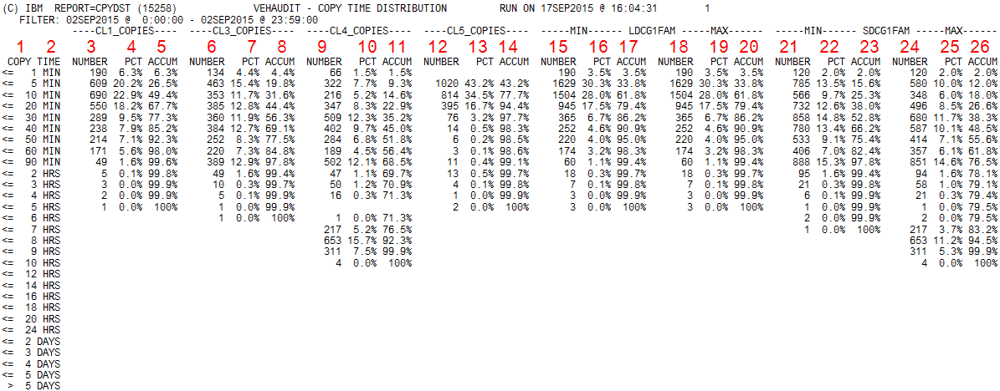 (C) IBM REPORT=CPYDST (15258) VEHAUDIT - COPY TIME DISTRIBUTION RUN ON 17SEP2015 @ 16:04:31 1
FILTER: 02SEP2015 @ 0:00:00 - 02SEP2015 @ 23:59:00
----CL1_COPIES---- ----CL3_COPIES---- ----CL4_COPIES---- ----CL5_COPIES---- -----MIN------ LDCG1FAM -----MAX------ -----MIN------ SDCG1FAM -----MAX------
1 2 3 4 5 6 7 8 9 10 11 12 13 14 15 16 17 18 19 20 21 22 23 24 25 26
COPY TIME NUMBER PCT ACCUM NUMBER PCT ACCUM NUMBER PCT ACCUM NUMBER PCT ACCUM NUMBER PCT ACCUM NUMBER PCT ACCUM NUMBER PCT ACCUM NUMBER PCT ACCUM
<= 1 MIN 190 6.3% 6.3% 134 4.4% 4.4% 66 1.5% 1.5% 190 3.5% 3.5% 190 3.5% 3.5% 120 2.0% 2.0% 120 2.0% 2.0%
<= 5 MIN 609 20.2% 26.5% 463 15.4% 19.8% 322 7.7% 9.3% 1020 43.2% 43.2% 1629 30.3% 33.8% 1629 30.3% 33.8% 785 13.5% 15.6% 580 10.0% 12.0%
<= 10 MIN 690 22.9% 49.4% 353 11.7% 31.6% 216 5.2% 14.6% 814 34.5% 77.7% 1504 28.0% 61.8% 1504 28.0% 61.8% 566 9.7% 25.3% 348 6.0% 18.0%
<= 20 MIN 550 18.2% 67.7% 385 12.8% 44.4% 347 8.3% 22.9% 395 16.7% 94.4% 945 17.5% 79.4% 945 17.5% 79.4% 732 12.6% 38.0% 496 8.5% 26.6%
<= 30 MIN 289 9.5% 77.3% 360 11.9% 56.3% 509 12.3% 35.2% 76 3.2% 97.7% 365 6.7% 86.2% 365 6.7% 86.2% 858 14.8% 52.8% 680 11.7% 38.3%
<= 40 MIN 238 7.9% 85.2% 384 12.7% 69.1% 402 9.7% 45.0% 14 0.5% 98.3% 252 4.6% 90.9% 252 4.6% 90.9% 780 13.4% 66.2% 587 10.1% 48.5%
<= 50 MIN 214 7.1% 92.3% 252 8.3% 77.5% 284 6.8% 51.8% 6 0.2% 98.5% 220 4.0% 95.0% 220 4.0% 95.0% 533 9.1% 75.4% 414 7.1% 55.6%
<= 60 MIN 171 5.6% 98.0% 220 7.3% 84.8% 189 4.5% 56.4% 3 0.1% 98.6% 174 3.2% 98.3% 174 3.2% 98.3% 406 7.0% 82.4% 357 6.1% 61.8%
<= 90 MIN 49 1.6% 99.6% 389 12.9% 97.8% 502 12.1% 68.5% 11 0.4% 99.1% 60 1.1% 99.4% 60 1.1% 99.4% 888 15.3% 97.8% 851 14.6% 76.5%
<= 2 HRS 5 0.1% 99.8% 49 1.6% 99.4% 47 1.1% 69.7% 13 0.5% 99.7% 18 0.3% 99.7% 18 0.3% 99.7% 95 1.6% 99.4% 94 1.6% 78.1%
<= 3 HRS 3 0.0% 99.9% 10 0.3% 99.7% 50 1.2% 70.9% 4 0.1% 99.8% 7 0.1% 99.8% 7 0.1% 99.8% 21 0.3% 99.8% 58 1.0% 79.1%
<= 4 HRS 2 0.0% 99.9% 5 0.1% 99.9% 16 0.3% 71.3% 1 0.0% 99.9% 3 0.0% 99.9% 3 0.0% 99.9% 6 0.1% 99.9% 21 0.3% 79.4%
<= 5 HRS 1 0.0% 100% 1 0.0% 99.9% 2 0.0% 100% 3 0.0% 100% 3 0.0% 100% 1 0.0% 99.9% 1 0.0% 79.5%
<= 6 HRS 1 0.0% 100% 1 0.0% 71.3% 2 0.0% 99.9% 2 0.0% 79.5%
<= 7 HRS 217 5.2% 76.5% 1 0.0% 100% 217 3.7% 83.2%
<= 8 HRS 653 15.7% 92.3% 653 11.2% 94.5%
<= 9 HRS 311 7.5% 99.9% 311 5.3% 99.9%
<= 10 HRS 4 0.0% 100% 4 0.0% 100%
<= 12 HRS
<= 14 HRS
<= 16 HRS
<= 18 HRS
<= 20 HRS
<= 24 HRS
<= 2 DAYS
<= 3 DAYS
<= 4 DAYS
<= 5 DAYS
> 5 DAYS